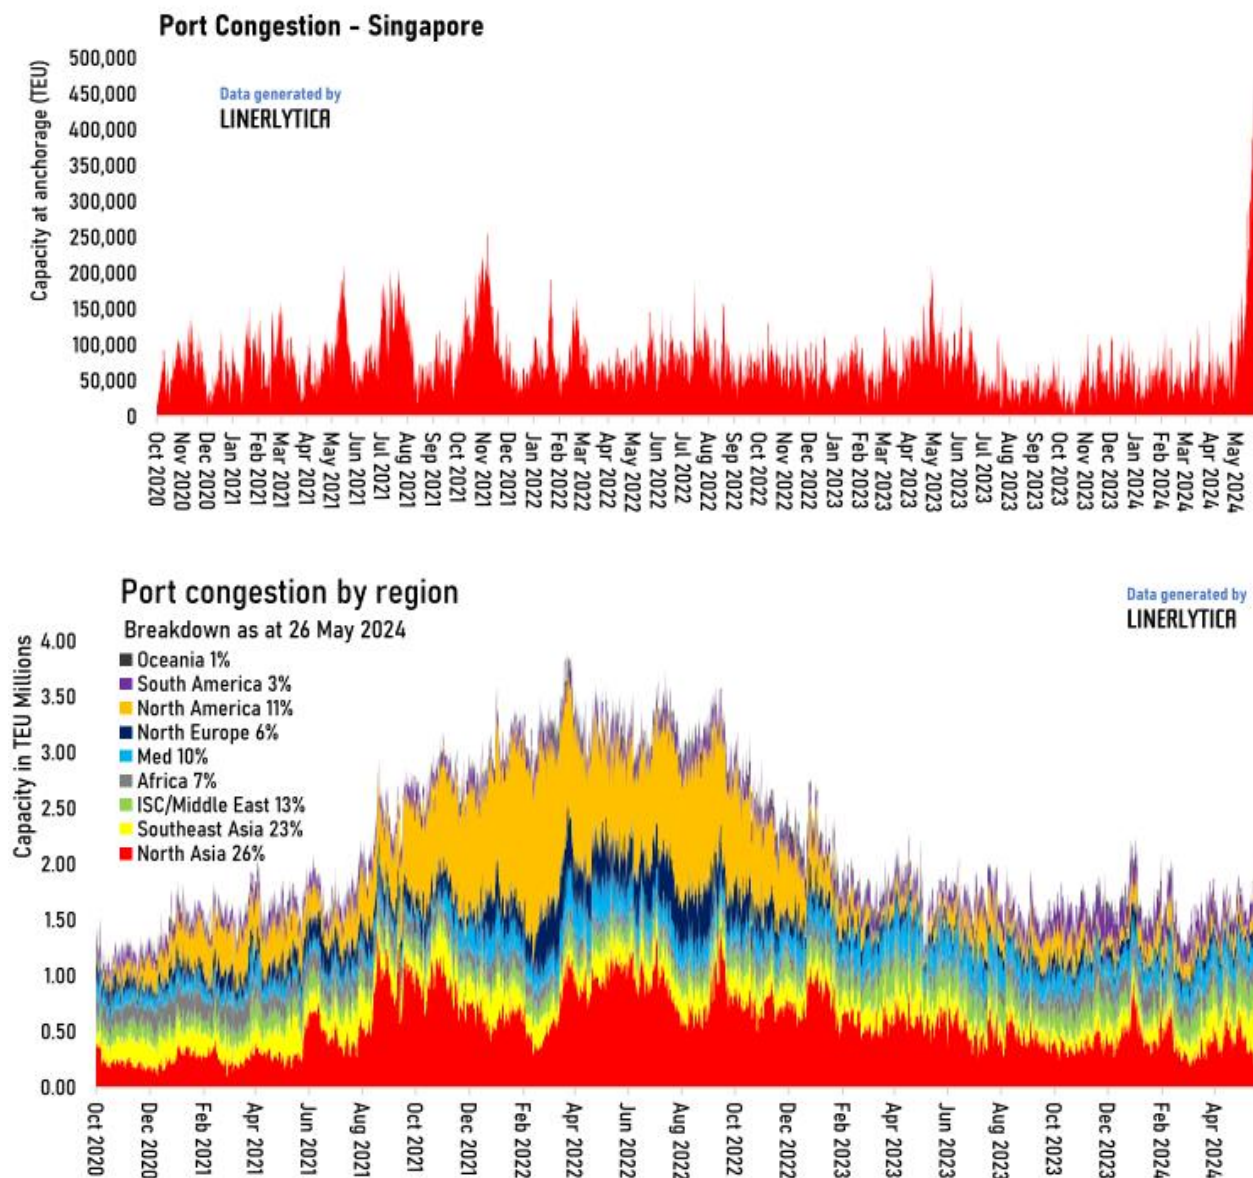 Port Congestion - Singapore
Capacity at anchorage (TEU)
500,000
450,000
400,000
350,000
300,000
250,000
200,000
150,000
100,000
50,000
0
Data generated by
LINERLYTICA
Oct 2020
Nov 2020
Dec 2020
Jan 2021
Feb 2021
Mar 2021
Apr 2021
May 2021
Jun 2021
Jul 2021
Aug 2021
Sep 2021
Oct 2021
Nov 2021
Dec 2021
Jan 2022
Feb 2022
Mar 2022
Apr 2022
May 2022
Jun 2022
Jul 2022
Aug 2022
Sep 2022
Oct 2022
Nov 2022
Dec 2022
Jan 2023
Feb 2023
Mar 2023
Apr 2023
May 2023
Jun 2023
Jul 2023
Aug 2023
Sep 2023
Oct 2023
Nov 2023
Dec 2023
Jan 2024
Feb 2024
Mar 2024
Apr 2024
May 2024
Port congestion by region
Breakdown as at 26 May 2024
Data generated by
LINERLYTICA
Capacity in TEU Millions
4.00
3.50
3.00
2.50
2.00
1.50
1.00
0.50
0.00
Oceania 1%
South America 3%
North America 11%
North Europe 6%
Med 10%
Africa 7%
ISC/Middle East 13%
Southeast Asia 23%
North Asia 26%
Oct 2020
Dec 2020
Feb 2021
Apr 2021
Jun 2021
Aug 2021
Oct 2021
Dec 2021
Feb 2022
Apr 2022
Jun 2022
Aug 2022
Oct 2022
Dec 2022
Feb 2023
Apr 2023
Jun 2023
Aug 2023
Oct 2023
Dec 2023
Feb 2024
Apr 2024